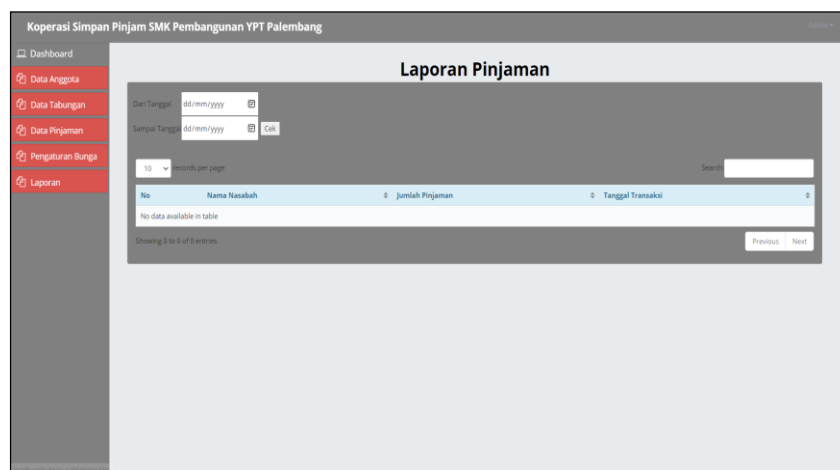 Koperasi Simpan Pinjam SMK Pembangunan YPT Palembang
Admin
Dashboard
Data Anggota
Data Tabungan
Data Pinjaman
Pengaturan Bunga
Laporan
Laporan Pinjaman
Dari Tanggal dd/mm/yyyy
Sampai Tanggal dd/mm/yyyy Cek
10 records per page
Search:
No Nama Nasabah Jumlah Pinjaman Tanggal Transaksi
No data available in table
Showing 0 to 0 of 0 entries
Previous Next